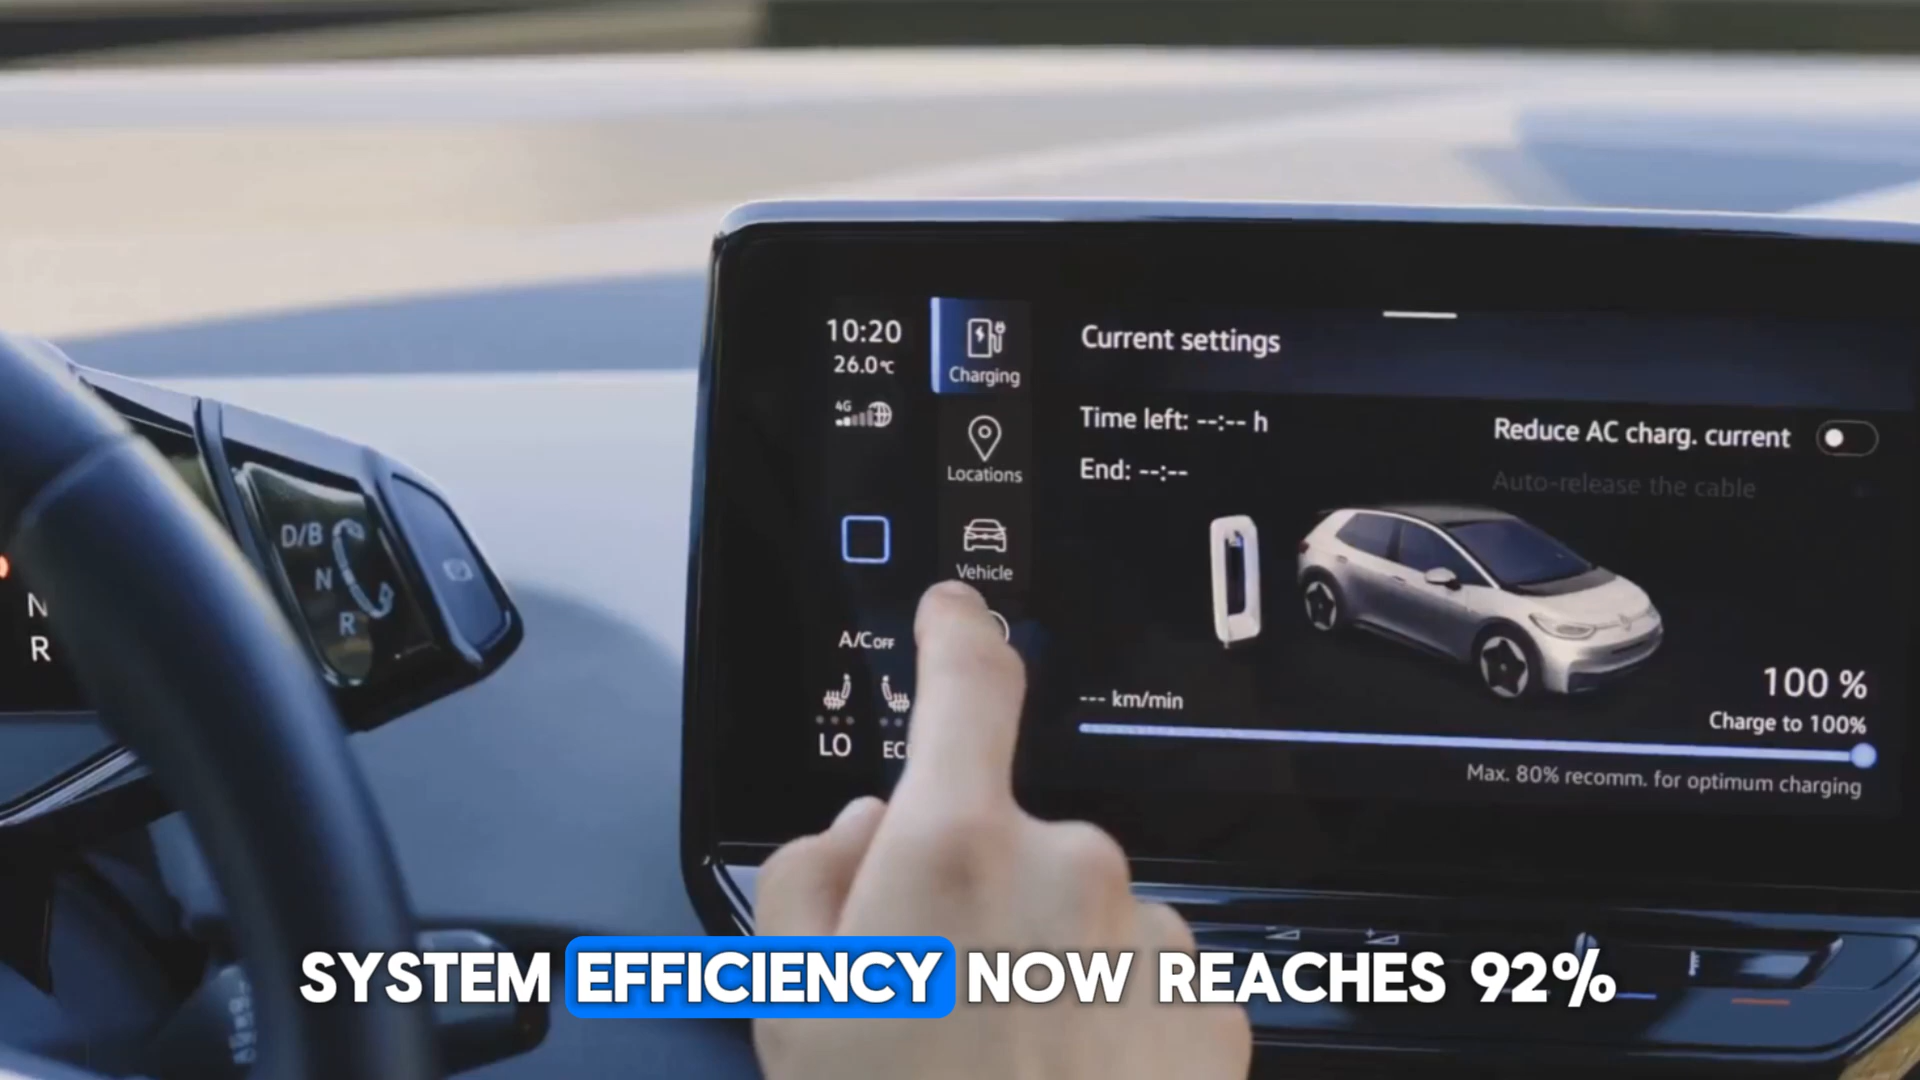 10:20
26.0°C
4G
Charging
Locations
Vehicle
A/C OFF
LO
Current settings
Time left: --:-- h
End: --:--
Reduce AC charg. current
Auto-release the cable
--- km/min
100 %
Charge to 100%
Max. 80% recomm. for optimum charging
D/B
N
R
N
R
SYSTEM EFFICIENCY NOW REACHES 92%